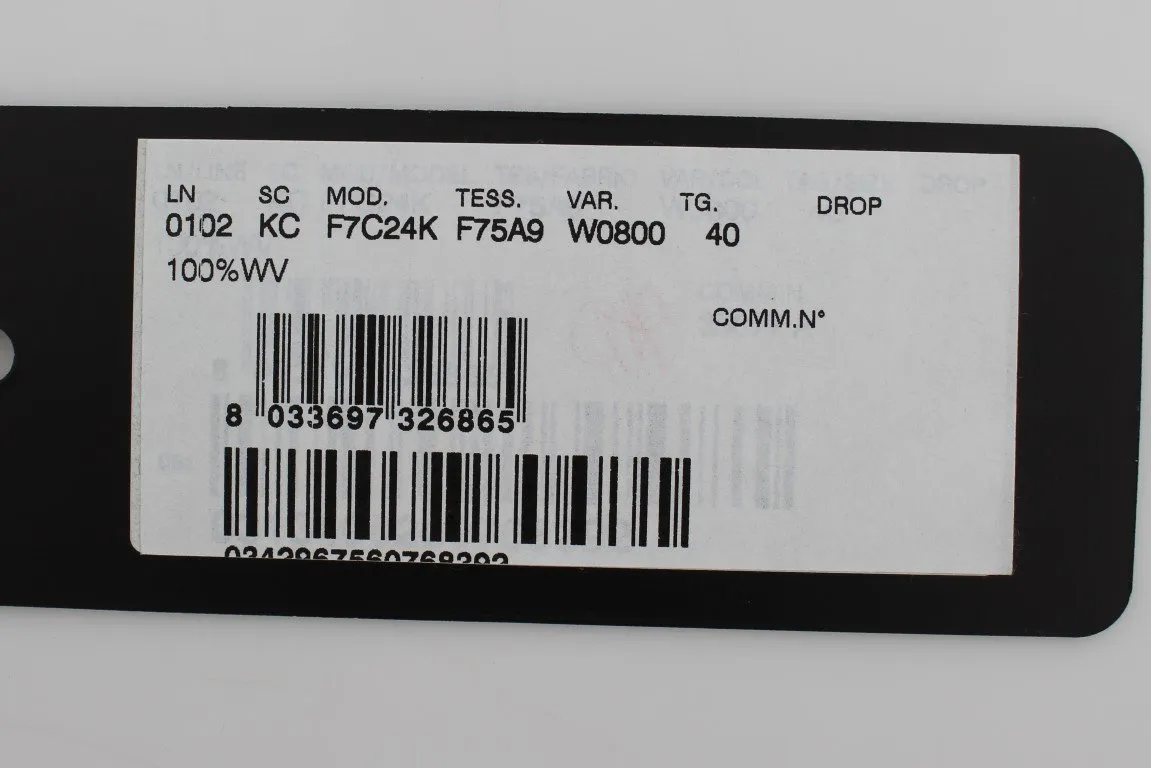 LN SC MOD. TESS. VAR. TG. DROP
0102 KC F7C24K F75A9 W0800 40
100%WV
COMM.N°
8 033697 326865